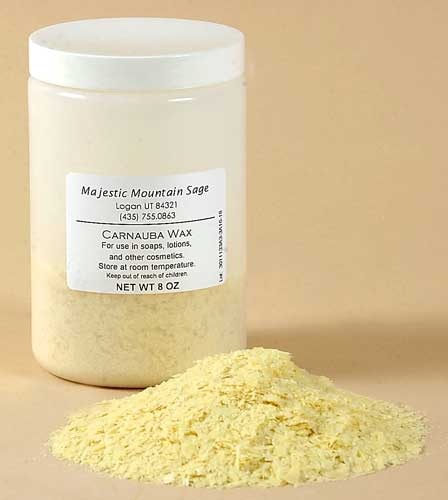 Majestic Mountain Sage
Logan UT 84321
(435) 755.0863
CARNAUBA WAX
For use in soaps, lotions,
and other cosmetics.
Store at room temperature.
Keep out of reach of children.
NET WT 8 OZ